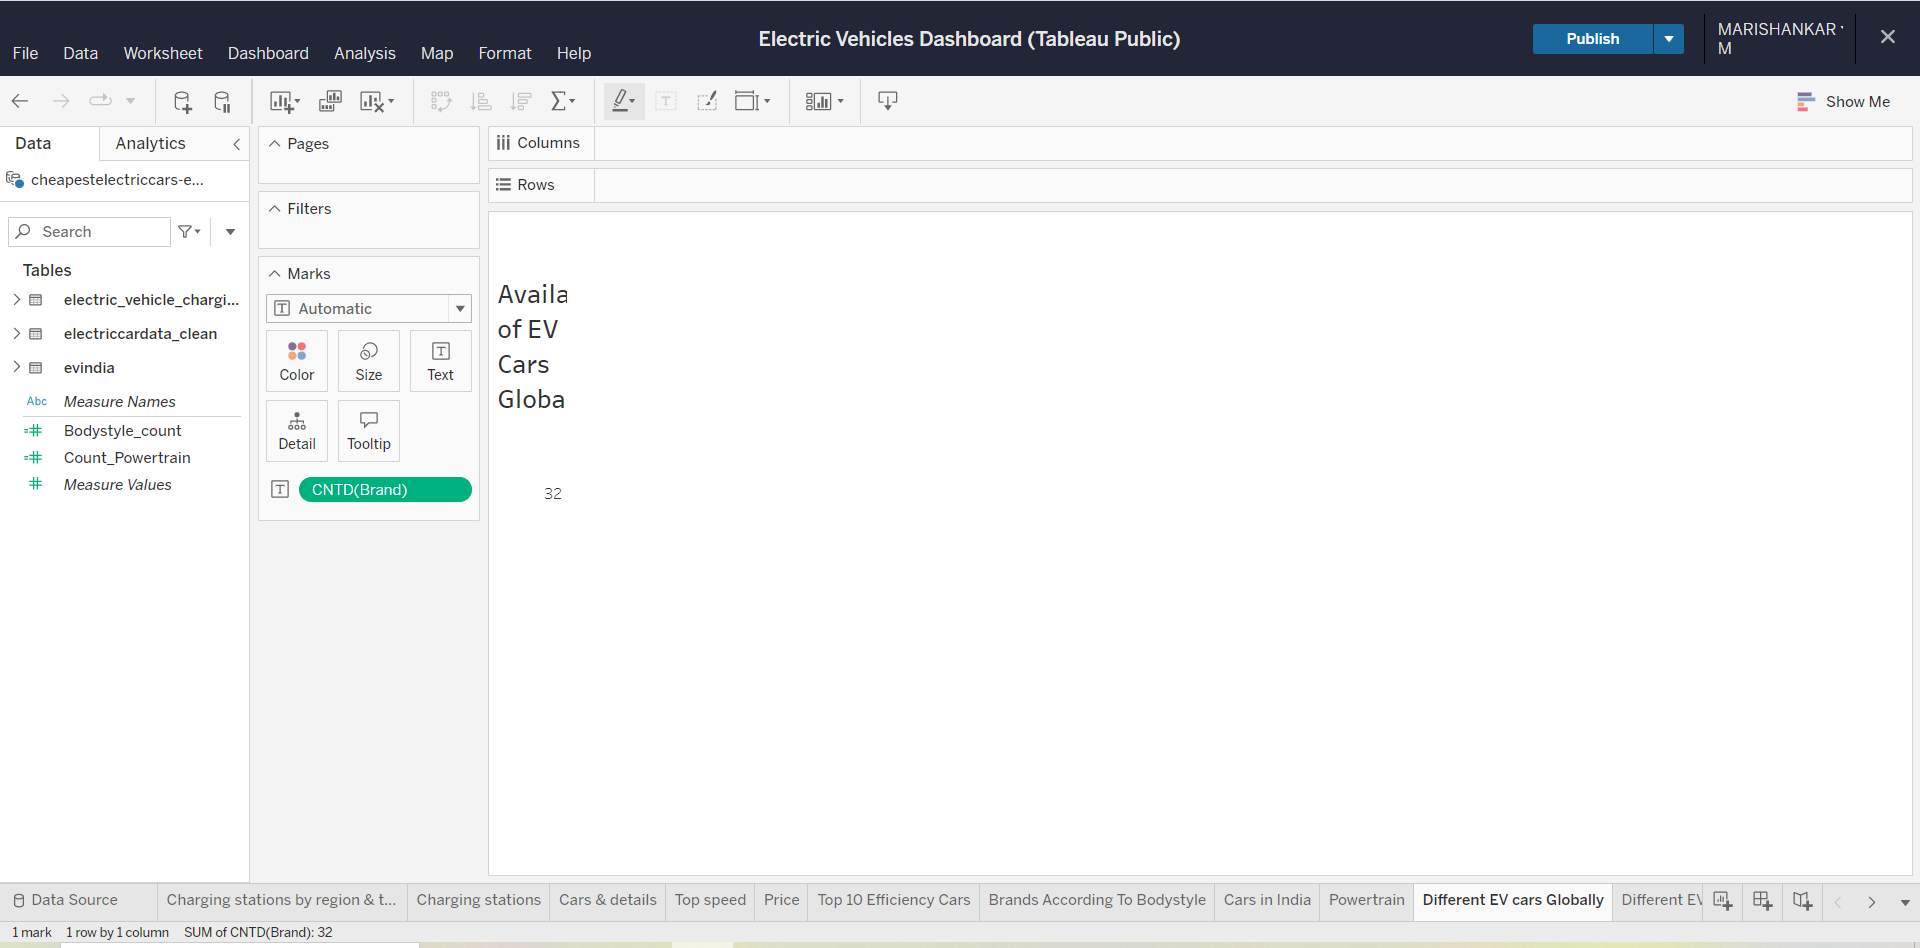 Electric Vehicles Dashboard (Tableau Public)
File Data Worksheet Dashboard Analysis Map Format Help
Publish
MARISHANKAR
M
Show Me
Data Analytics
cheapestelectriccars-e...
Search
Tables
electric_vehicle_chargi...
electriccardata_clean
evindia
Abc Measure Names
Bodystyle_count
Count_Powertrain
Measure Values
Pages
Filters
Marks
Automatic
Color Size Text
Detail Tooltip
CNTD(Brand)
Columns
Rows
Availa
of EV
Cars
Globa
32
Data Source Charging stations by region & t... Charging stations Cars & details Top speed Price Top 10 Efficiency Cars Brands According To Bodystyle Cars in India Powertrain Different EV cars Globally Different EV
1 mark 1 row by 1 column SUM of CNTD(Brand): 32